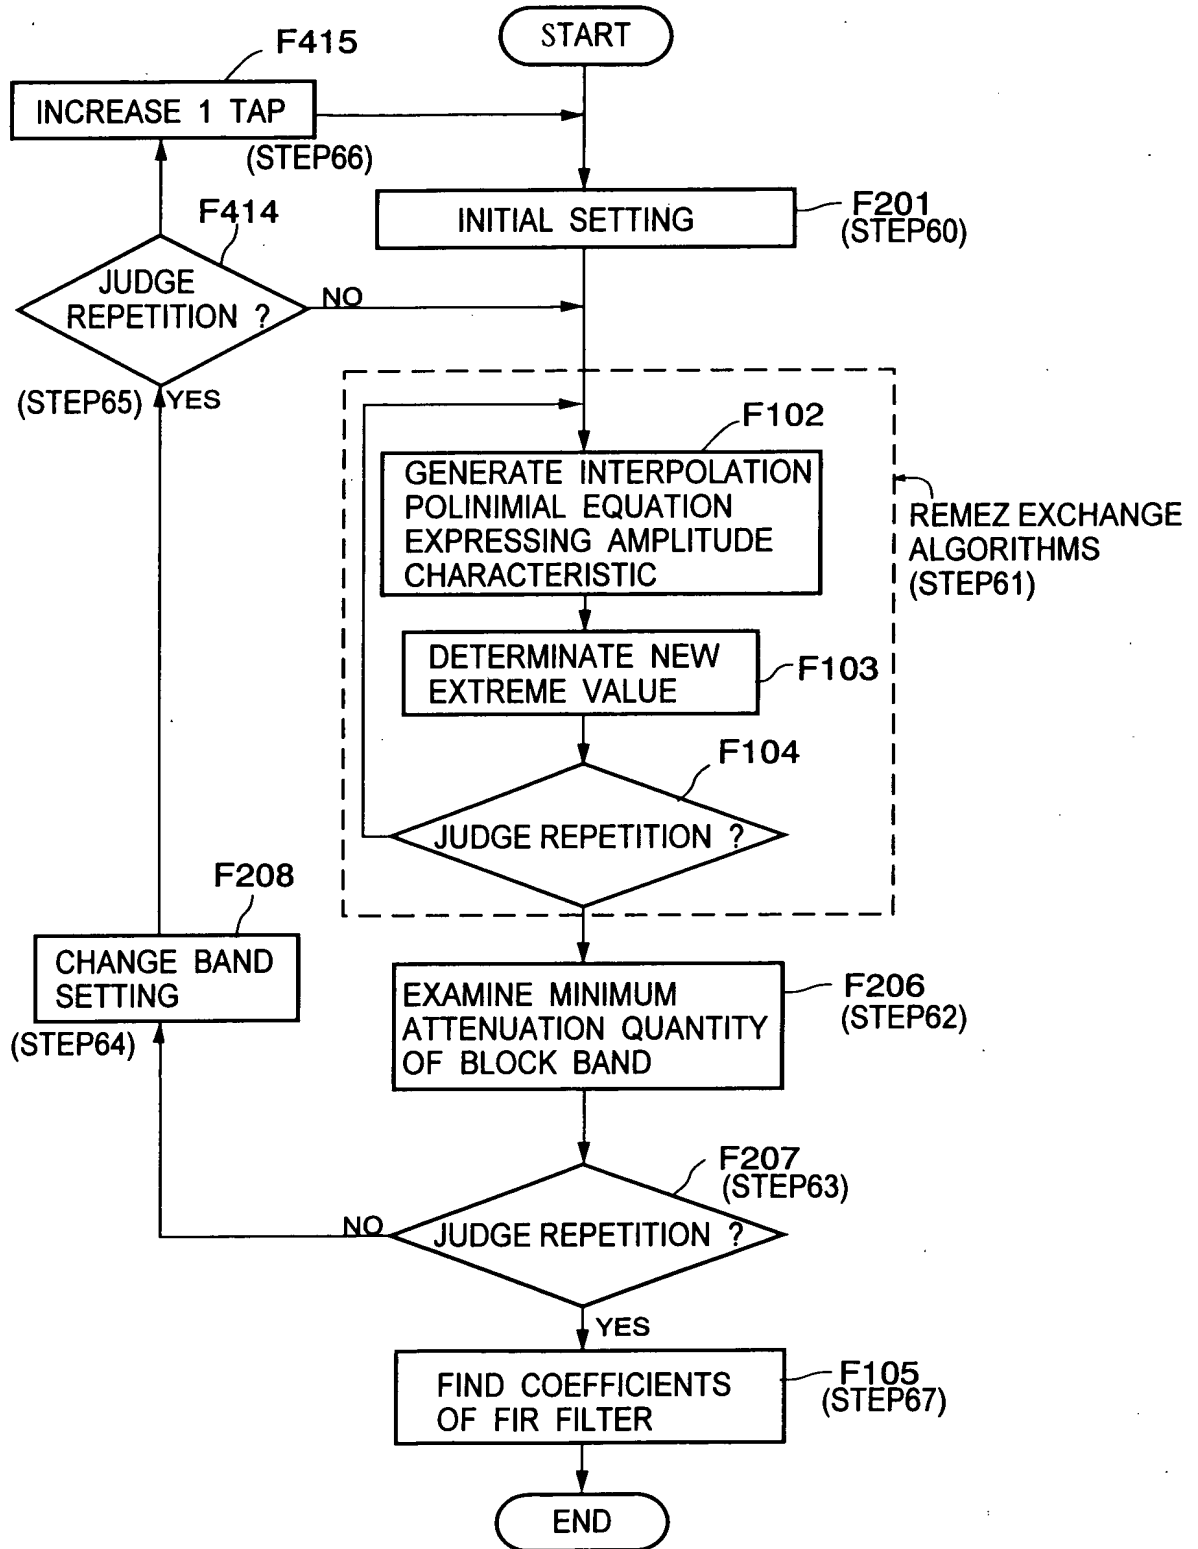 START
F415
INCREASE 1 TAP
(STEP66)
INITIAL SETTING
F201
(STEP60)
F414
JUDGE
REPETITION ?
NO
(STEP65)
YES
F102
GENERATE INTERPOLATION
POLINIMIAL EQUATION
EXPRESSING AMPLITUDE
CHARACTERISTIC
REMEZ EXCHANGE
ALGORITHMS
(STEP61)
DETERMINATE NEW
EXTREME VALUE
F103
F104
JUDGE REPETITION ?
F208
CHANGE BAND
SETTING
(STEP64)
EXAMINE MINIMUM
ATTENUATION QUANTITY
OF BLOCK BAND
F206
(STEP62)
F207
(STEP63)
JUDGE REPETITION ?
NO
YES
FIND COEFFICIENTS
OF FIR FILTER
F105
(STEP67)
END